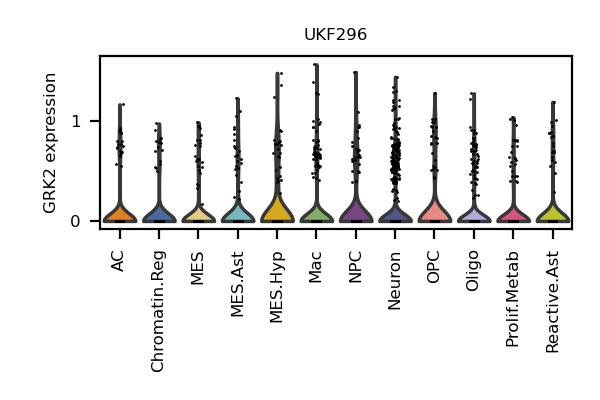 UKF296
GRK2 expression
1
0
AC
Chromatin.Reg
MES
MES.Ast
MES.Hyp
Mac
NPC
Neuron
OPC
Oligo
Prolif.Metab
Reactive.Ast